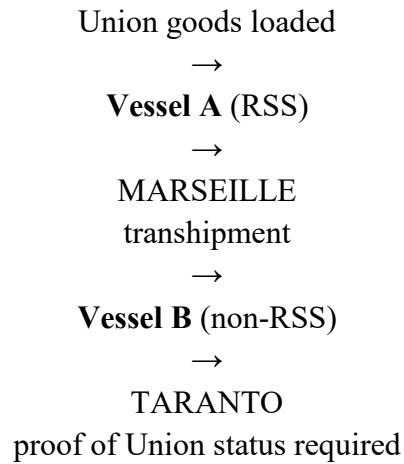 Union goods loaded
→
Vessel A (RSS)
→
MARSEILLE
transhipment
→
Vessel B (non-RSS)
→
TARANTO
proof of Union status required